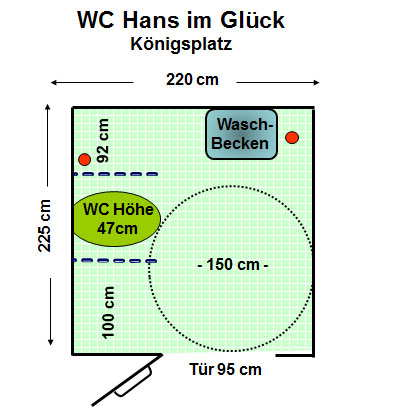 WC Hans im Glück
Königsplatz
220 cm
92 cm
Wasch-
Becken
WC Höhe
47cm
225 cm
- 150 cm -
100 cm
Tür 95 cm